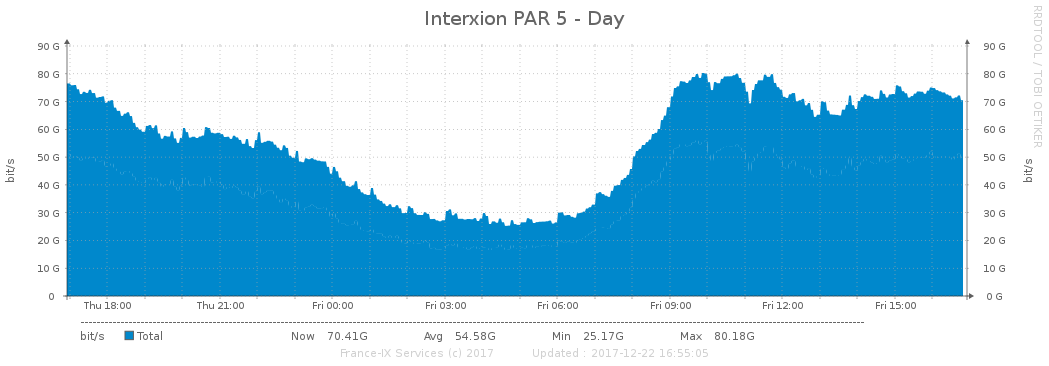 Interxion PAR 5 - Day
RRDTOOL / TOBI OETIKER
90 G 90 G
80 G 80 G
70 G 70 G
60 G 60 G
50 G 50 G
40 G 40 G
30 G 30 G
20 G 20 G
10 G 10 G
0 0 G
bit/s
bit/s
Thu 18:00 Thu 21:00 Fri 00:00 Fri 03:00 Fri 06:00 Fri 09:00 Fri 12:00 Fri 15:00
bit/s Total Now 70.41G Avg 54.58G Min 25.17G Max 80.18G
France-IX Services (c) 2017 Updated : 2017-12-22 16:55:05